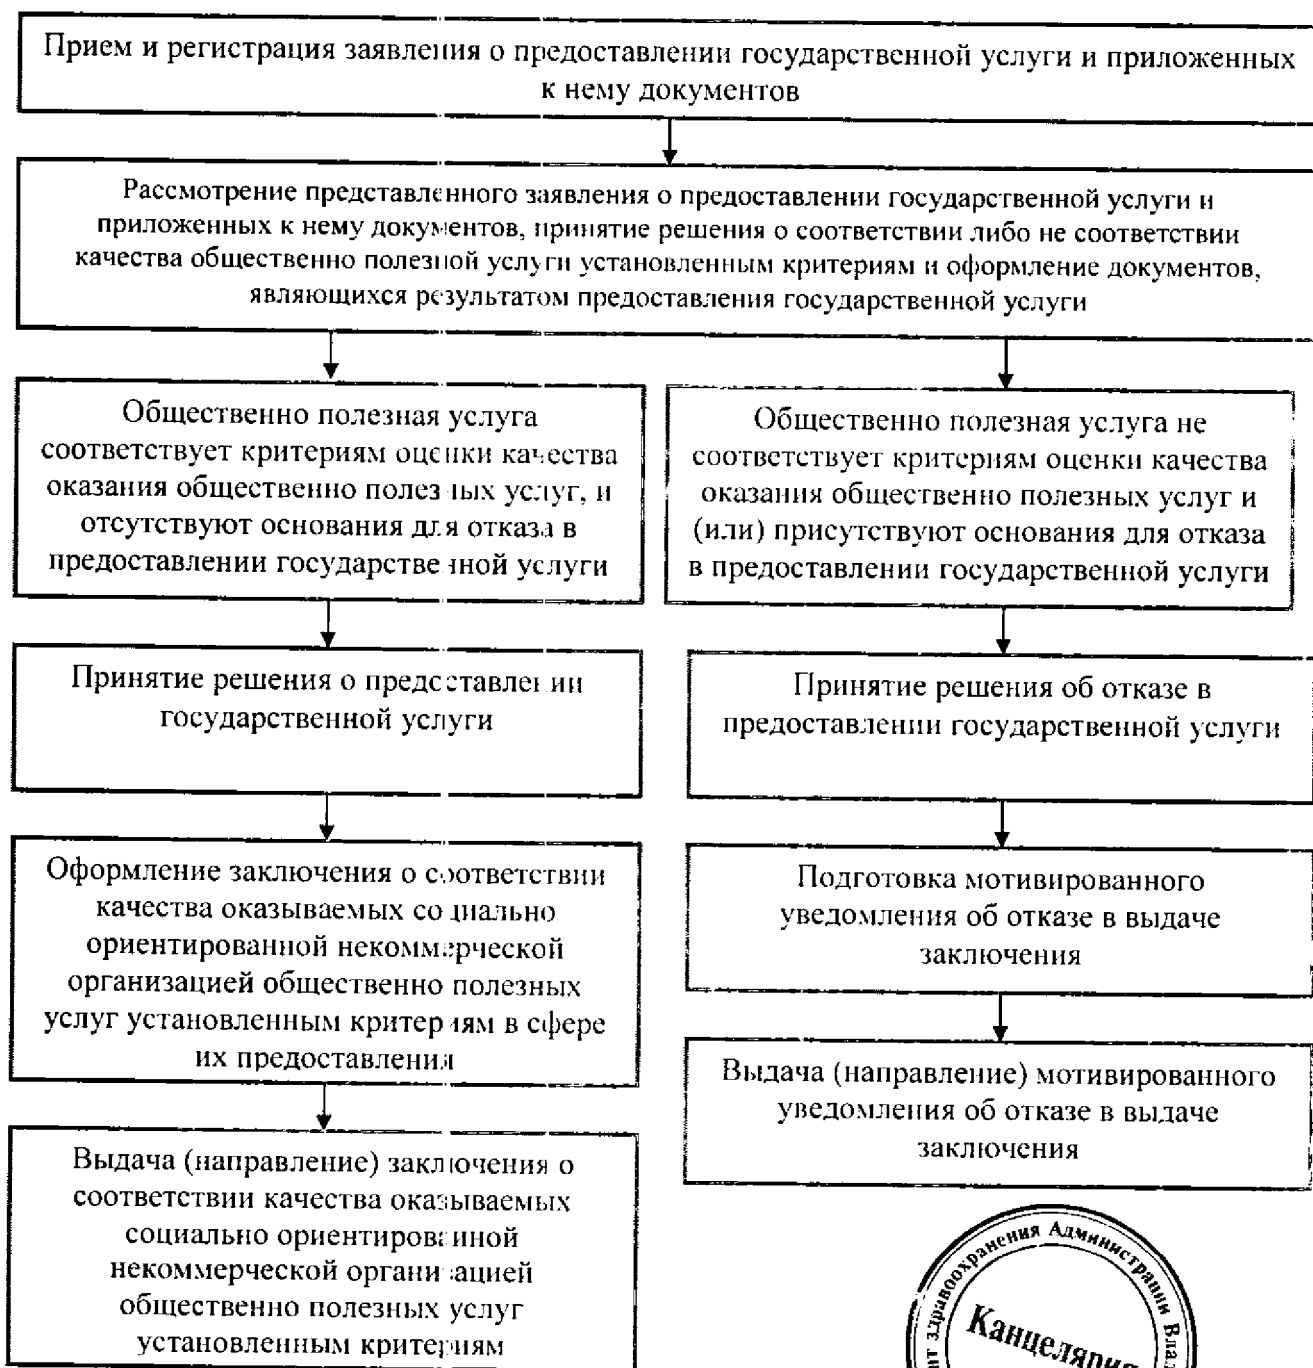 Прием и регистрация заявления о предоставлении государственной услуги и приложенных
к нему документов
Рассмотрение представленного заявления о предоставлении государственной услуги и
приложенных к нему документов, принятие решения о соответствии либо не соответствии
качества общественно полезной услуги установленным критериям и оформление документов,
являющихся результатом предоставления государственной услуги
Общественно полезная услуга
соответствует критериям оценки качества
оказания общественно полезных услуг, и
отсутствуют основания для отказа в
предоставлении государственной услуги
Общественно полезная услуга не
соответствует критериям оценки качества
оказания общественно полезных услуг и
(или) присутствуют основания для отказа
в предоставлении государственной услуги
Принятие решения о предоставлении
государственной услуги
Принятие решения об отказе в
предоставлении государственной услуги
Оформление заключения о соответствии
качества оказываемых социально
ориентированной некоммерческой
организацией общественно полезных
услуг установленным критериям в сфере
их предоставления
Подготовка мотивированного
уведомления об отказе в выдаче
заключения
Выдача (направление) мотивированного
уведомления об отказе в выдаче
заключения
Выдача (направление) заключения о
соответствии качества оказываемых
социально ориентированной
некоммерческой организацией
общественно полезных услуг
установленным критериям
здравоохранения Администрации
Канцелярия